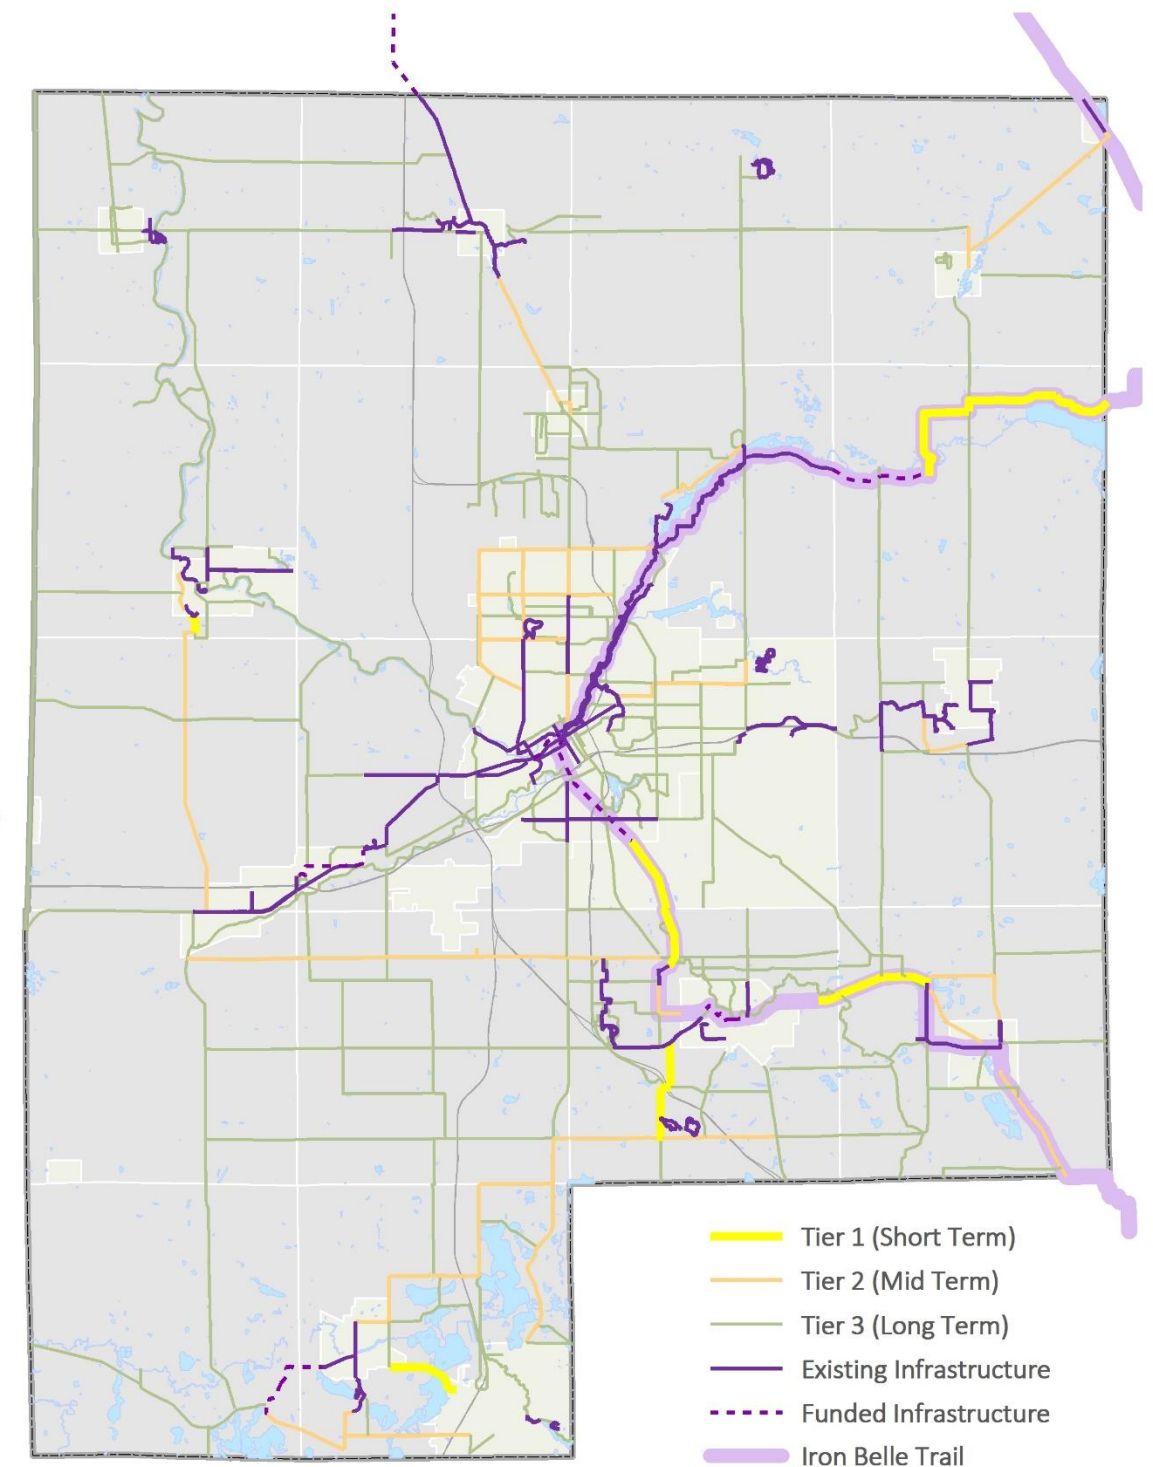 Tier 1 (Short Term)
Tier 2 (Mid Term)
Tier 3 (Long Term)
Existing Infrastructure
Funded Infrastructure
Iron Belle Trail